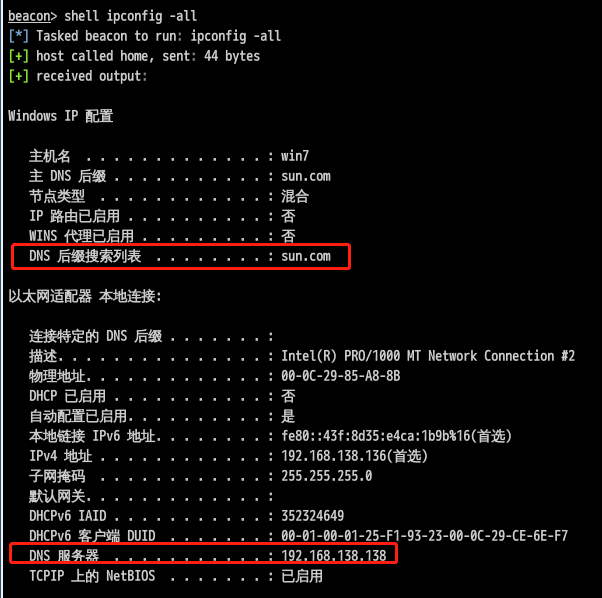 beacon> shell ipconfig -all
[*] Tasked beacon to run: ipconfig -all
[+] host called home, sent: 44 bytes
[+] received output:
Windows IP 配置
主机名 . . . . . . . . . . . . . : win7
主 DNS 后缀 . . . . . . . . . . . : sun.com
节点类型 . . . . . . . . . . . . : 混合
IP 路由已启用 . . . . . . . . . . : 否
WINS 代理已启用 . . . . . . . . . : 否
DNS 后缀搜索列表 . . . . . . . . : sun.com
以太网适配器 本地连接:
连接特定的 DNS 后缀 . . . . . . . :
描述. . . . . . . . . . . . . . . : Intel(R) PRO/1000 MT Network Connection #2
物理地址. . . . . . . . . . . . . : 00-0C-29-85-A8-8B
DHCP 已启用 . . . . . . . . . . . : 否
自动配置已启用. . . . . . . . . . : 是
本地链接 IPv6 地址. . . . . . . . : fe80::43f:8d35:e4ca:1b9b%16(首选)
IPv4 地址 . . . . . . . . . . . . : 192.168.138.136(首选)
子网掩码 . . . . . . . . . . . . : 255.255.255.0
默认网关. . . . . . . . . . . . . :
DHCPv6 IAID . . . . . . . . . . . : 352324649
DHCPv6 客户端 DUID . . . . . . . : 00-01-00-01-25-F1-93-23-00-0C-29-CE-6E-F7
DNS 服务器 . . . . . . . . . . . : 192.168.138.138
TCPIP 上的 NetBIOS . . . . . . . : 已启用